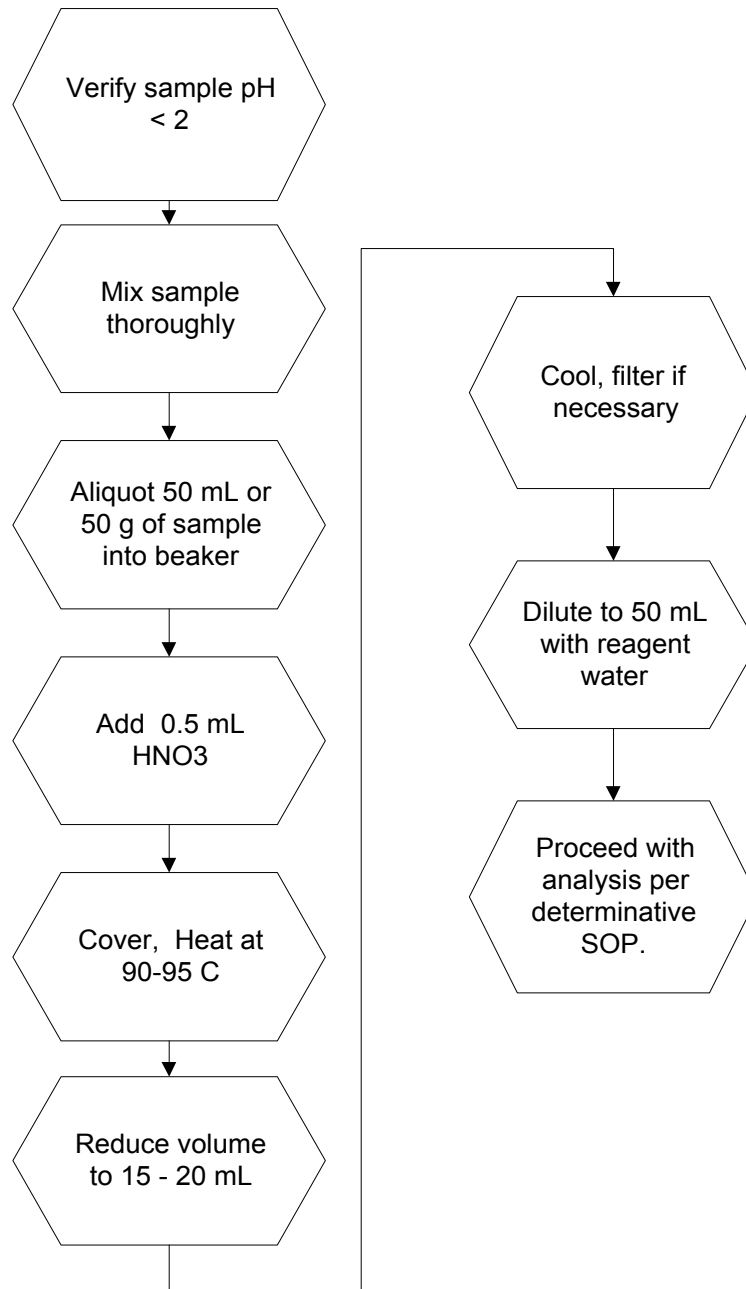 Verify sample pH
< 2
Mix sample
thoroughly
Aliquot 50 mL or
50 g of sample
into beaker
Add  0.5 mL
HNO3
Cover,  Heat at
90-95 C
Reduce volume
to 15 - 20 mL
Cool, filter if
necessary
Dilute to 50 mL
with reagent
water
Proceed with
analysis per
determinative
SOP.